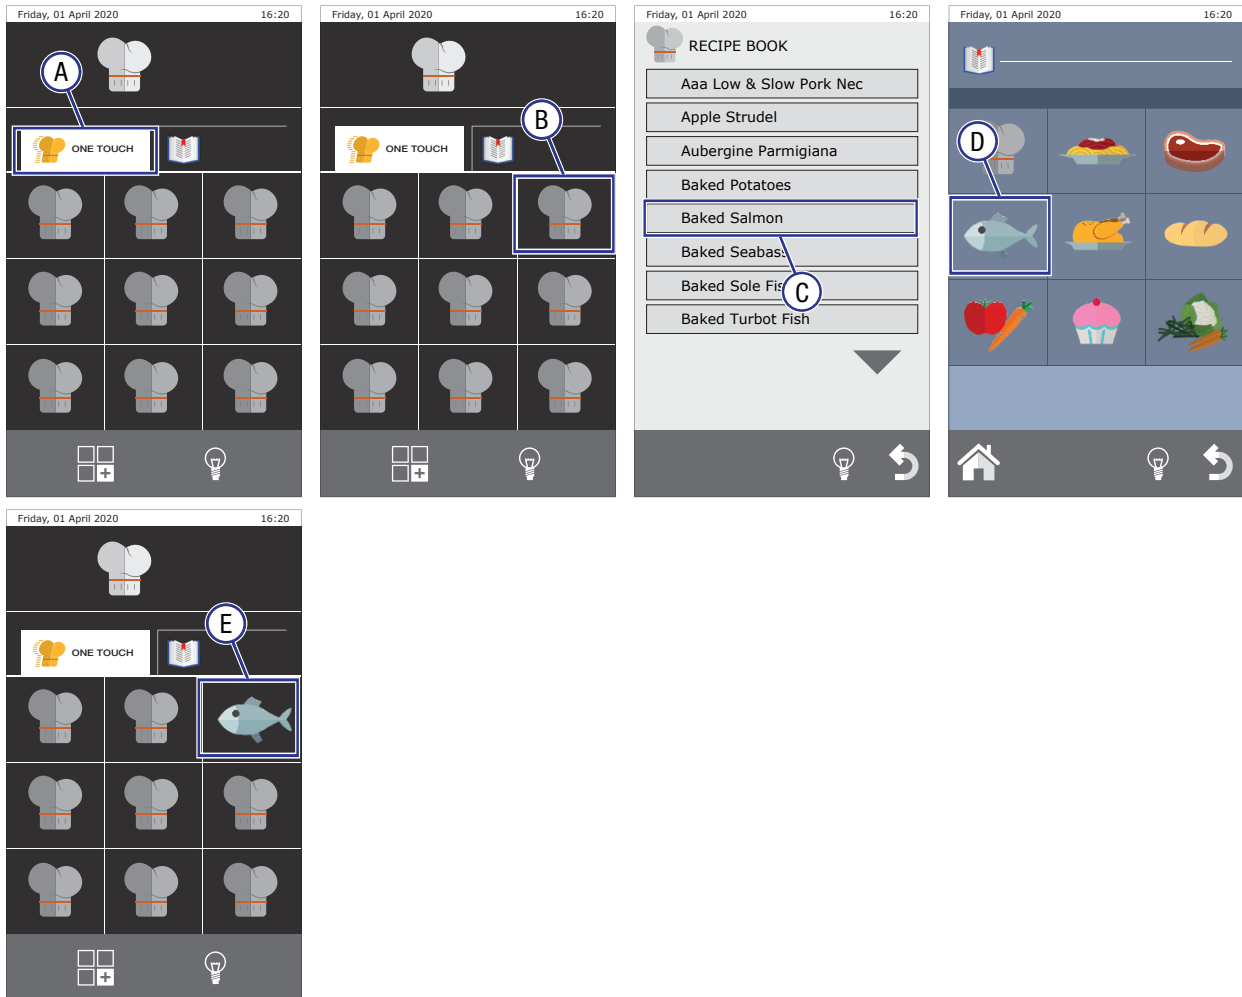 Friday, 01 April 2020 16:20
A
ONE TOUCH
Friday, 01 April 2020 16:20
B
ONE TOUCH
Friday, 01 April 2020 16:20
RECIPE BOOK
Aaa Low & Slow Pork Nec
Apple Strudel
Aubergine Parmigiana
Baked Potatoes
Baked Salmon
Baked Seabass
Baked Sole Fis
C
Baked Turbot Fish
Friday, 01 April 2020 16:20
D
Friday, 01 April 2020 16:20
E
ONE TOUCH